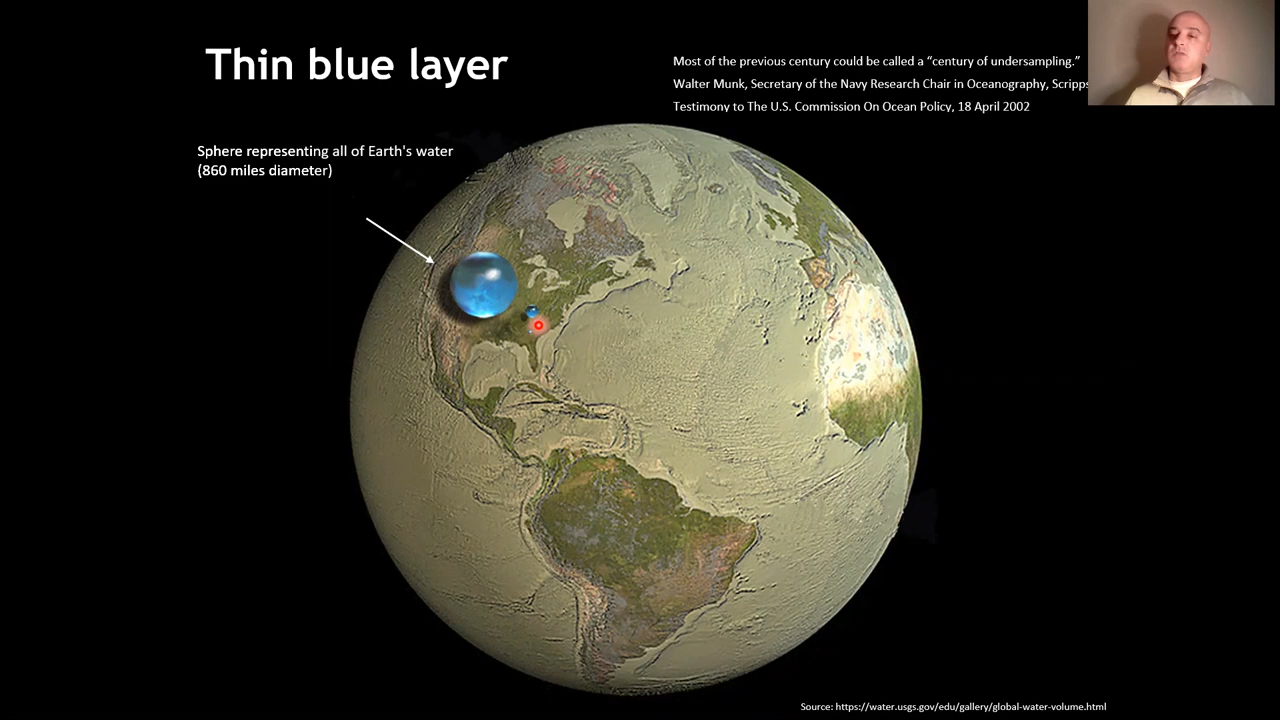 Thin blue layer
Most of the previous century could be called a “century of undersampling.”
Walter Munk, Secretary of the Navy Research Chair in Oceanography, Scripps
Testimony to The U.S. Commission On Ocean Policy, 18 April 2002
Sphere representing all of Earth's water
(860 miles diameter)
Source: https://water.usgs.gov/edu/gallery/global-water-volume.html